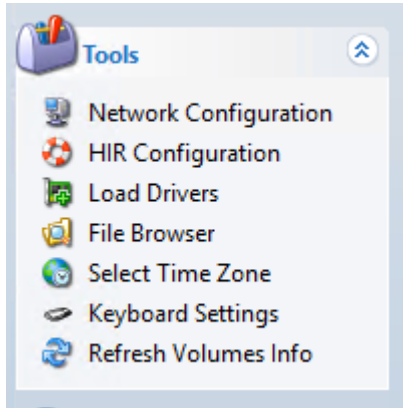 Tools
Network Configuration
HIR Configuration
Load Drivers
File Browser
Select Time Zone
Keyboard Settings
Refresh Volumes Info